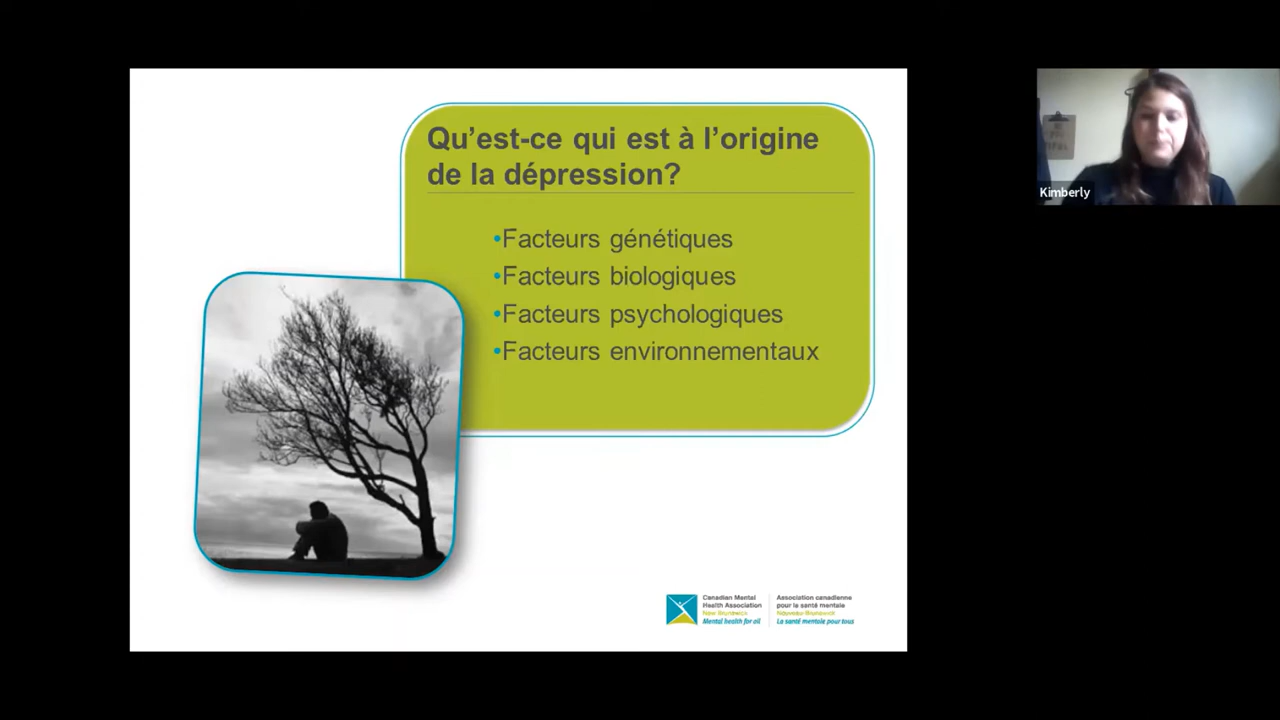 Qu’est-ce qui est à l’origine
de la dépression?
•Facteurs génétiques
•Facteurs biologiques
•Facteurs psychologiques
•Facteurs environnementaux
Canadian Mental
Health Association
New Brunswick
Mental health for all
Association canadienne
pour la santé mentale
Nouveau-Brunswick
La santé mentale pour tous
Kimberly